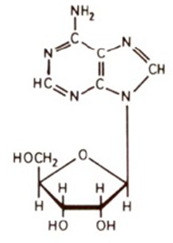 NH₂
N C C N
HC N C N CH
HOCH₂ O
H H
H H
HO OH